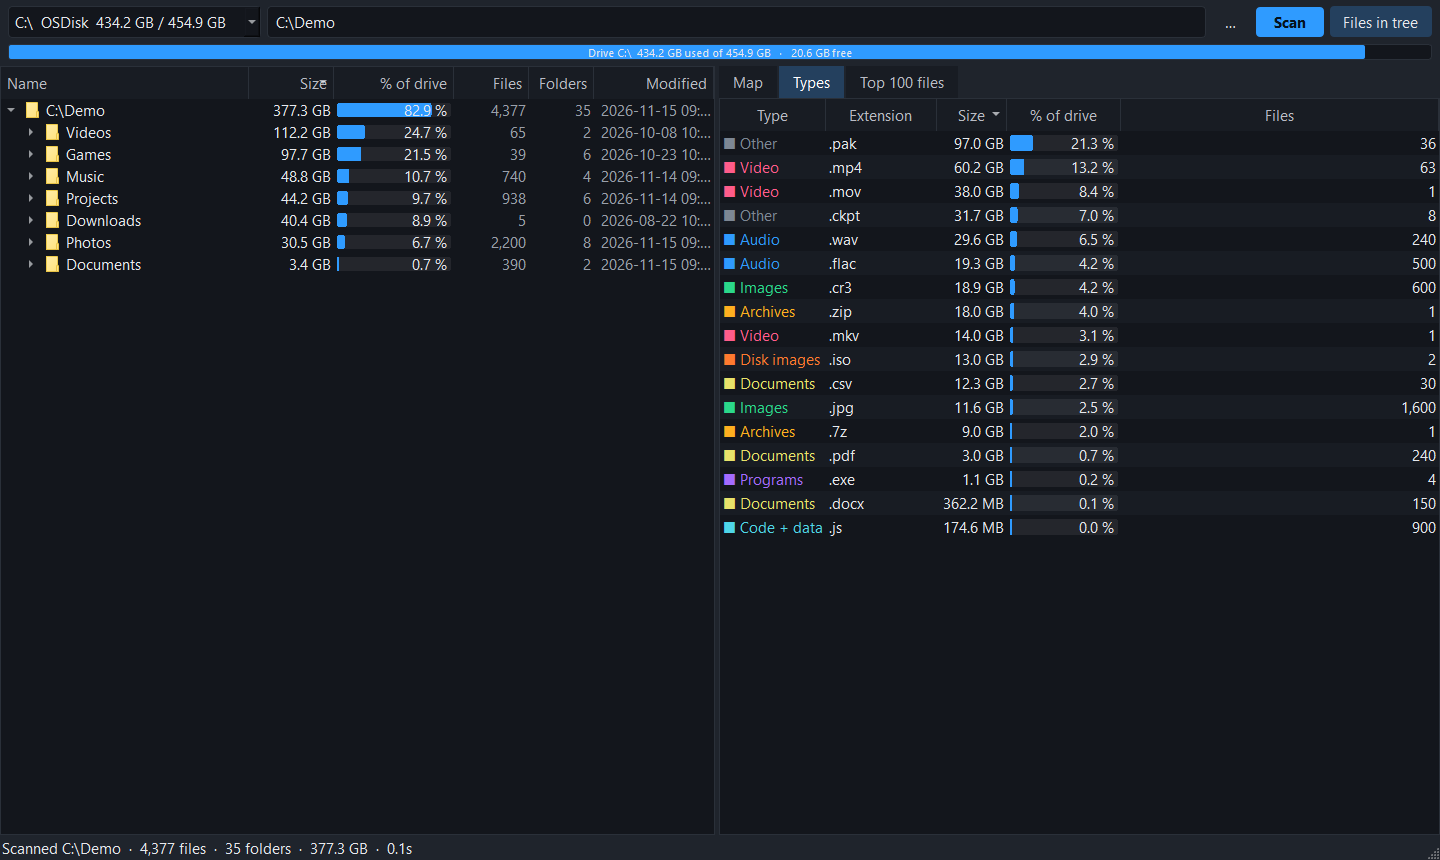 C:\ OSDisk 434.2 GB / 454.9 GB C:\Demo ... Scan Files in tree
Drive C:\ 434.2 GB used of 454.9 GB · 20.6 GB free
Name Size % of drive Files Folders Modified
C:\Demo 377.3 GB 82.9 % 4,377 35 2026-11-15 09:...
Videos 112.2 GB 24.7 % 65 2 2026-10-08 10:...
Games 97.7 GB 21.5 % 39 6 2026-10-23 10:...
Music 48.8 GB 10.7 % 740 4 2026-11-14 09:...
Projects 44.2 GB 9.7 % 938 6 2026-11-14 09:...
Downloads 40.4 GB 8.9 % 5 0 2026-08-22 10:...
Photos 30.5 GB 6.7 % 2,200 8 2026-11-15 09:...
Documents 3.4 GB 0.7 % 390 2 2026-11-15 09:...
Map Types Top 100 files
Type Extension Size % of drive Files
Other .pak 97.0 GB 21.3 % 36
Video .mp4 60.2 GB 13.2 % 63
Video .mov 38.0 GB 8.4 % 1
Other .ckpt 31.7 GB 7.0 % 8
Audio .wav 29.6 GB 6.5 % 240
Audio .flac 19.3 GB 4.2 % 500
Images .cr3 18.9 GB 4.2 % 600
Archives .zip 18.0 GB 4.0 % 1
Video .mkv 14.0 GB 3.1 % 1
Disk images .iso 13.0 GB 2.9 % 2
Documents .csv 12.3 GB 2.7 % 30
Images .jpg 11.6 GB 2.5 % 1,600
Archives .7z 9.0 GB 2.0 % 1
Documents .pdf 3.0 GB 0.7 % 240
Programs .exe 1.1 GB 0.2 % 4
Documents .docx 362.2 MB 0.1 % 150
Code + data .js 174.6 MB 0.0 % 900
Scanned C:\Demo · 4,377 files · 35 folders · 377.3 GB · 0.1s